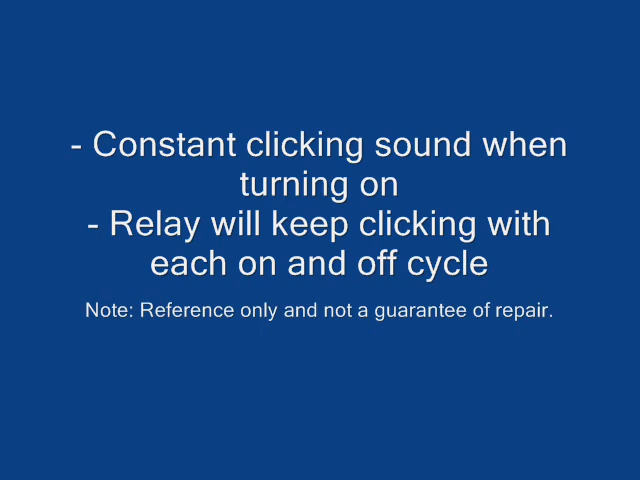 - Constant clicking sound when
turning on
- Relay will keep clicking with
each on and off cycle
Note: Reference only and not a guarantee of repair.